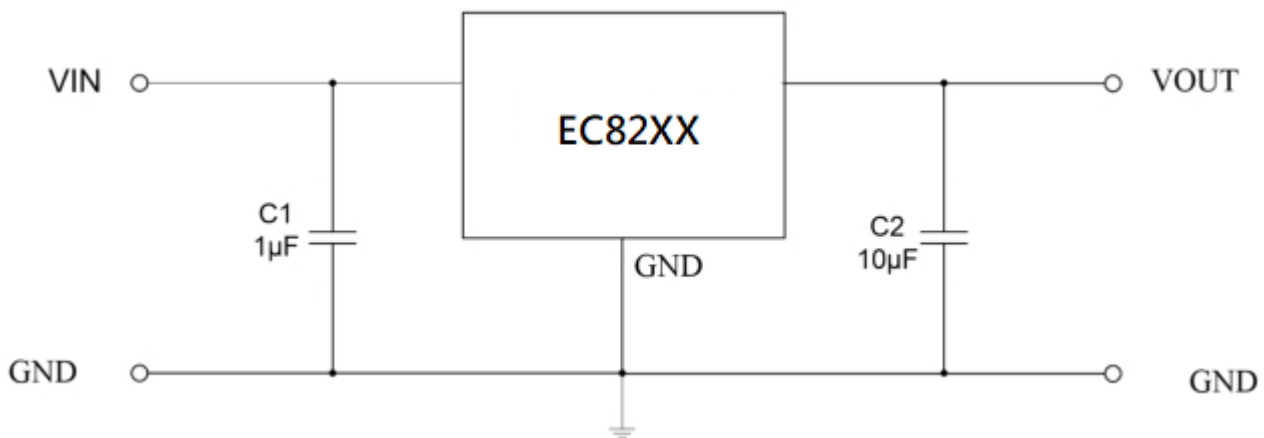 VIN
VOUT
EC82XX
C1
1µF
C2
10µF
GND
GND
GND